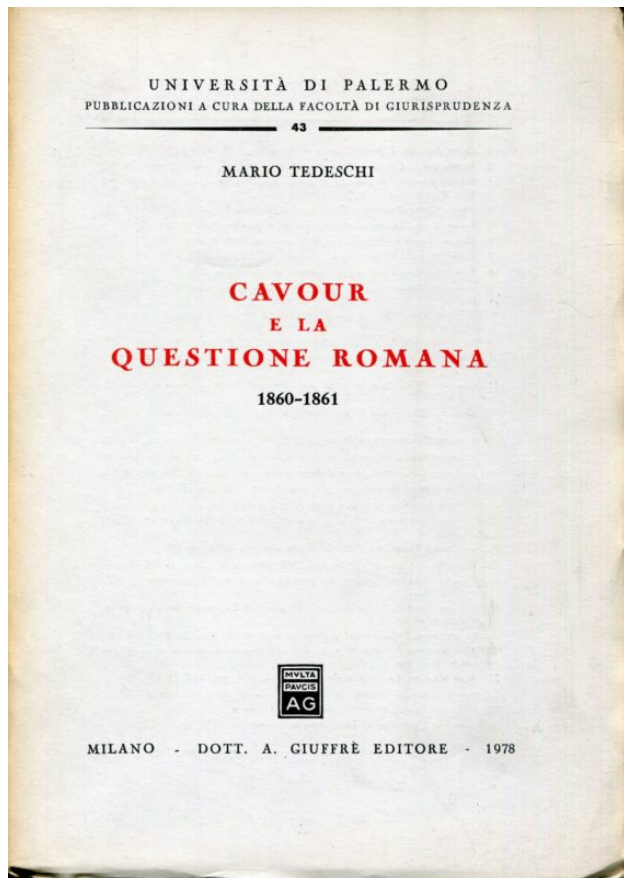 UNIVERSITÀ DI PALERMO
PUBBLICAZIONI A CURA DELLA FACOLTÀ DI GIURISPRUDENZA
43
MARIO TEDESCHI
CAVOUR
E LA
QUESTIONE ROMANA
1860-1861
MVLTA
PAVCIS
AG
MILANO - DOTT. A. GIUFFRÈ EDITORE - 1978